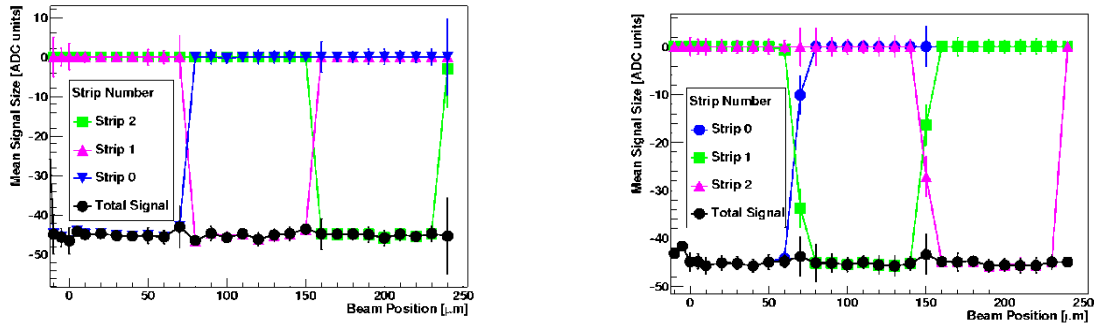 Mean Signal Size [ADC units]
10
0
-10
-20
-30
-40
-50
Strip Number
Strip 2
Strip 1
Strip 0
Total Signal
0 50 100 150 200 250
Beam Position [μm]
Mean Signal Size [ADC units]
0
-10
-20
-30
-40
-50
Strip Number
Strip 0
Strip 1
Strip 2
Total Signal
0 50 100 150 200 250
Beam Position [μm]